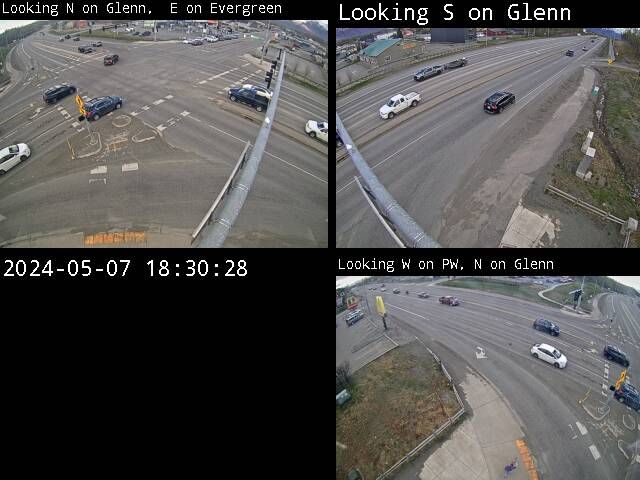 Looking N on Glenn, E on Evergreen
Looking S on Glenn
2024-05-07 18:30:28
Looking W on PW, N on Glenn